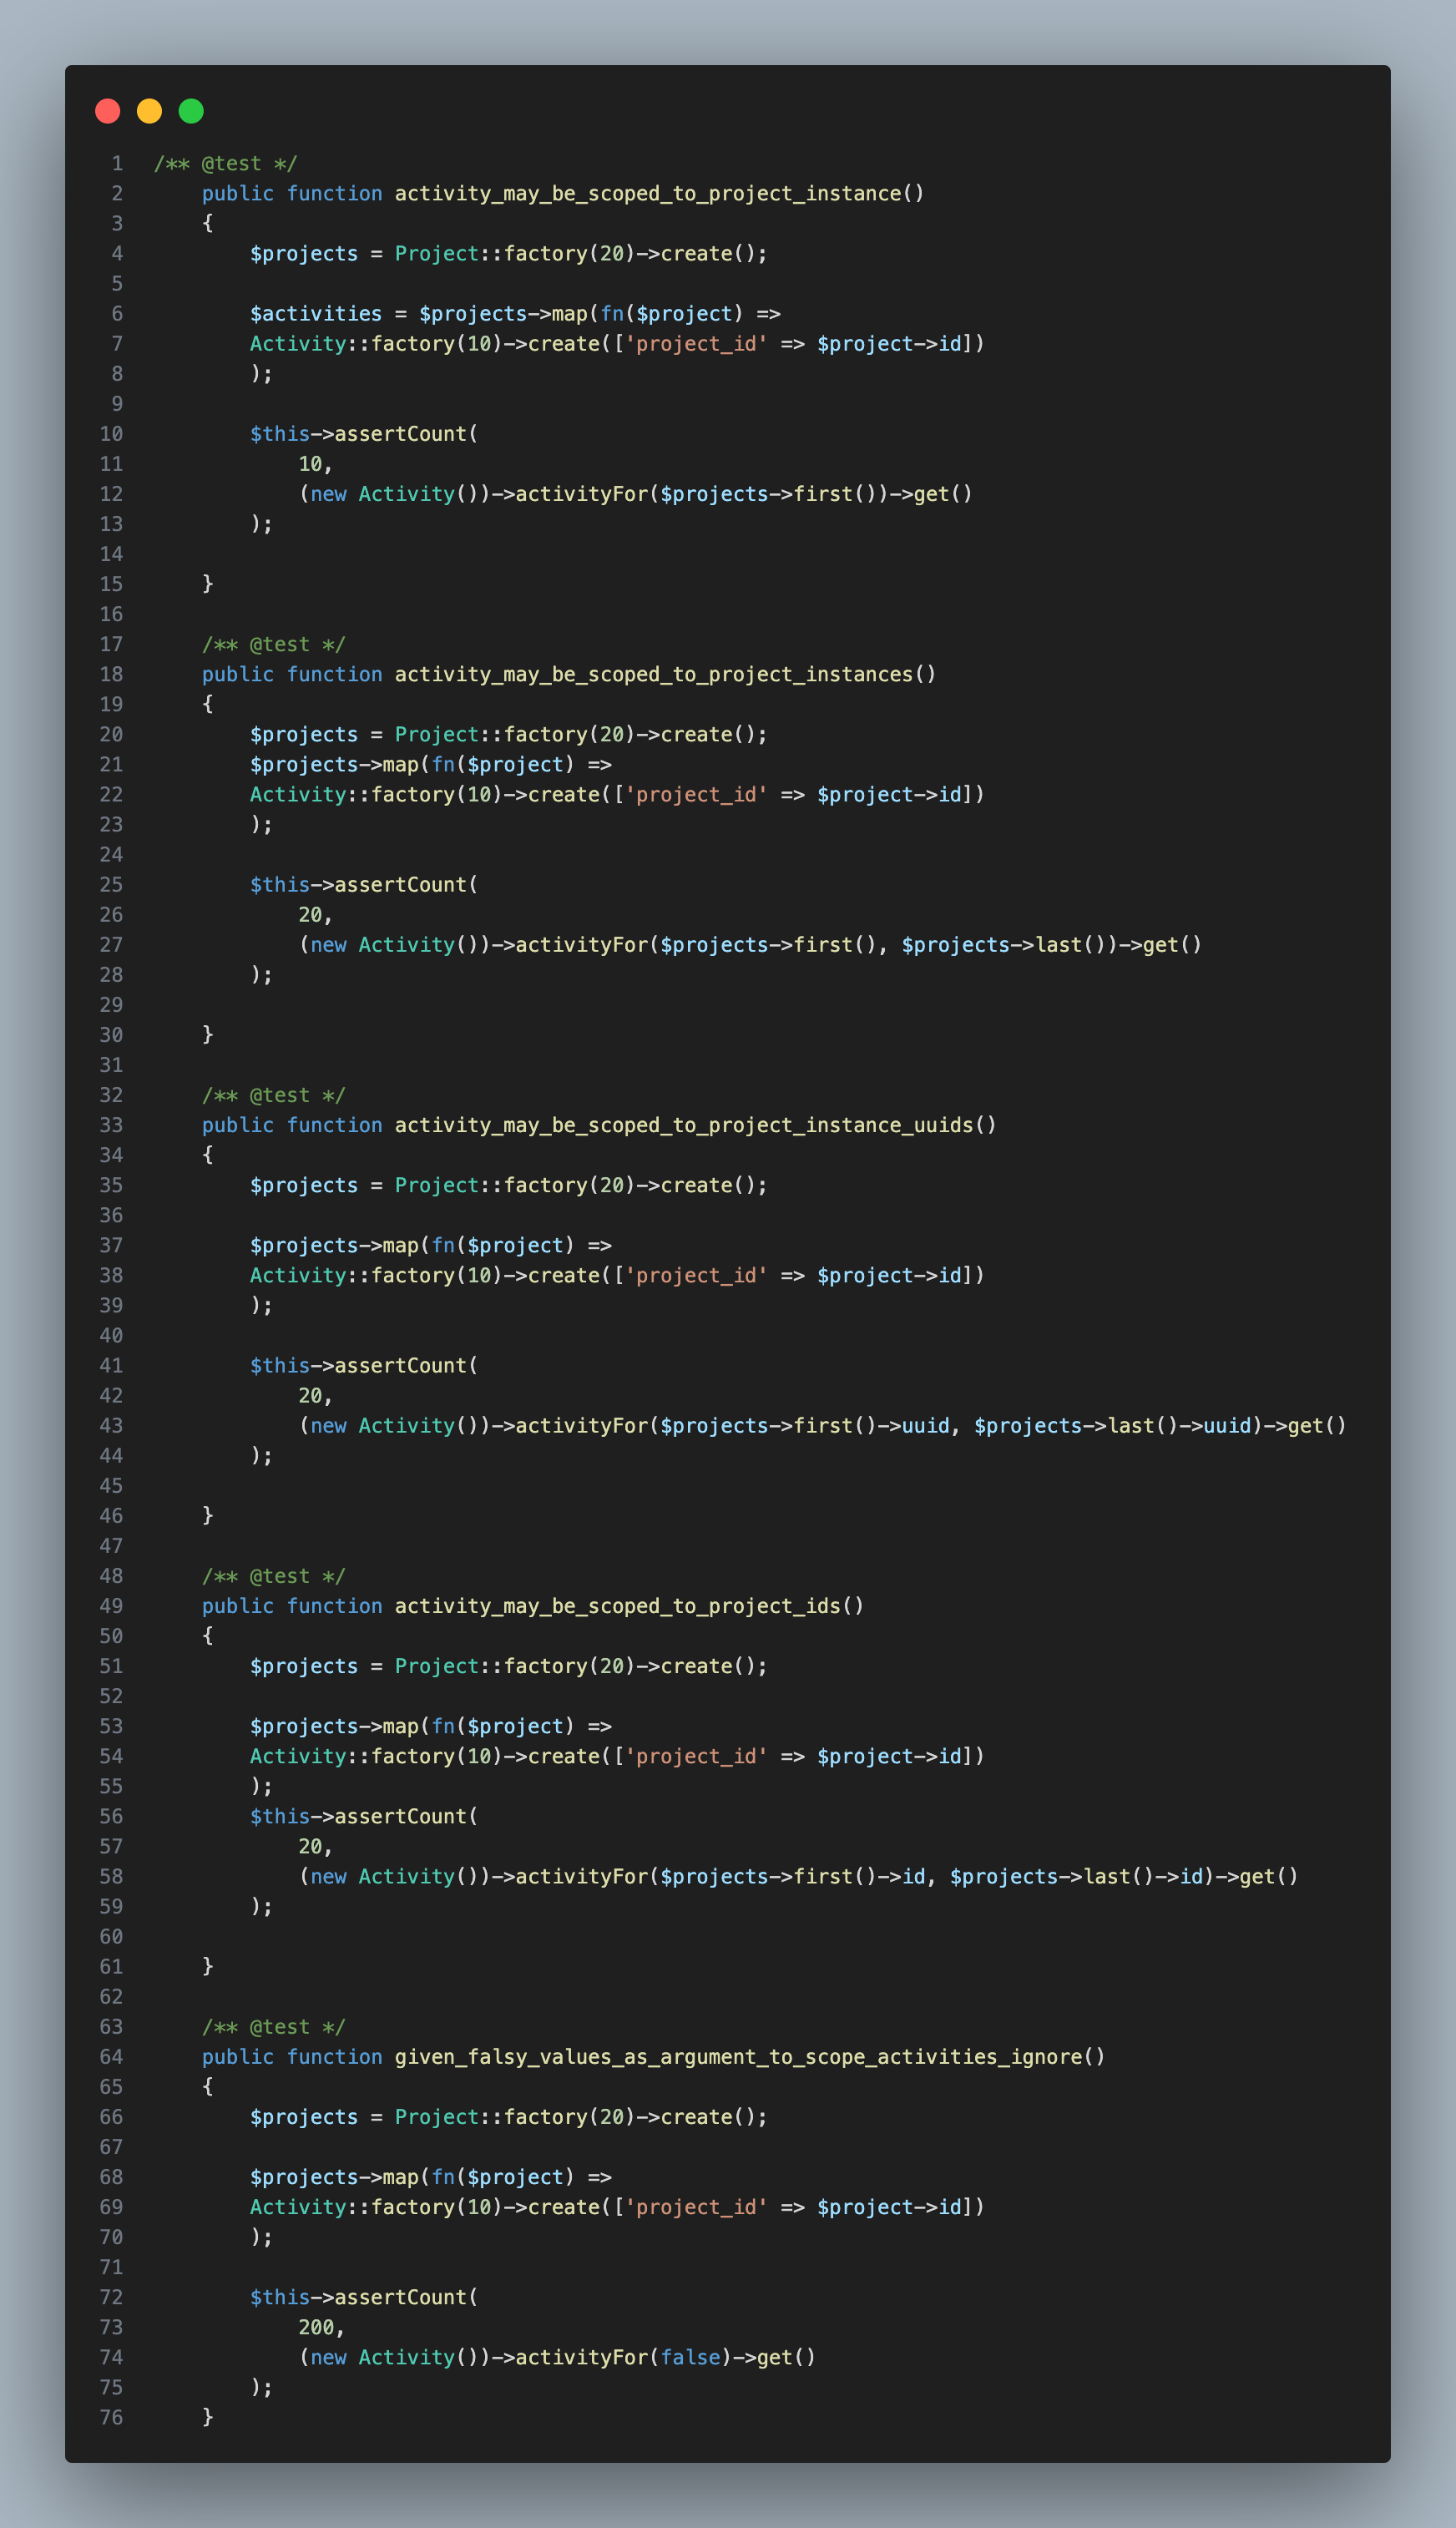 1 /** @test */
2     public function activity_may_be_scoped_to_project_instance()
3     {
4         $projects = Project::factory(20)->create();
5
6         $activities = $projects->map(fn($project) =>
7         Activity::factory(10)->create(['project_id' => $project->id])
8         );
9
10         $this->assertCount(
11             10,
12             (new Activity())->activityFor($projects->first())->get()
13         );
14
15     }
16
17     /** @test */
18     public function activity_may_be_scoped_to_project_instances()
19     {
20         $projects = Project::factory(20)->create();
21         $projects->map(fn($project) =>
22         Activity::factory(10)->create(['project_id' => $project->id])
23         );
24
25         $this->assertCount(
26             20,
27             (new Activity())->activityFor($projects->first(), $projects->last())->get()
28         );
29
30     }
31
32     /** @test */
33     public function activity_may_be_scoped_to_project_instance_uuids()
34     {
35         $projects = Project::factory(20)->create();
36
37         $projects->map(fn($project) =>
38         Activity::factory(10)->create(['project_id' => $project->id])
39         );
40
41         $this->assertCount(
42             20,
43             (new Activity())->activityFor($projects->first()->uuid, $projects->last()->uuid)->get()
44         );
45
46     }
47
48     /** @test */
49     public function activity_may_be_scoped_to_project_ids()
50     {
51         $projects = Project::factory(20)->create();
52
53         $projects->map(fn($project) =>
54         Activity::factory(10)->create(['project_id' => $project->id])
55         );
56         $this->assertCount(
57             20,
58             (new Activity())->activityFor($projects->first()->id, $projects->last()->id)->get()
59         );
60
61     }
62
63     /** @test */
64     public function given_falsy_values_as_argument_to_scope_activities_ignore()
65     {
66         $projects = Project::factory(20)->create();
67
68         $projects->map(fn($project) =>
69         Activity::factory(10)->create(['project_id' => $project->id])
70         );
71
72         $this->assertCount(
73             200,
74             (new Activity())->activityFor(false)->get()
75         );
76     }